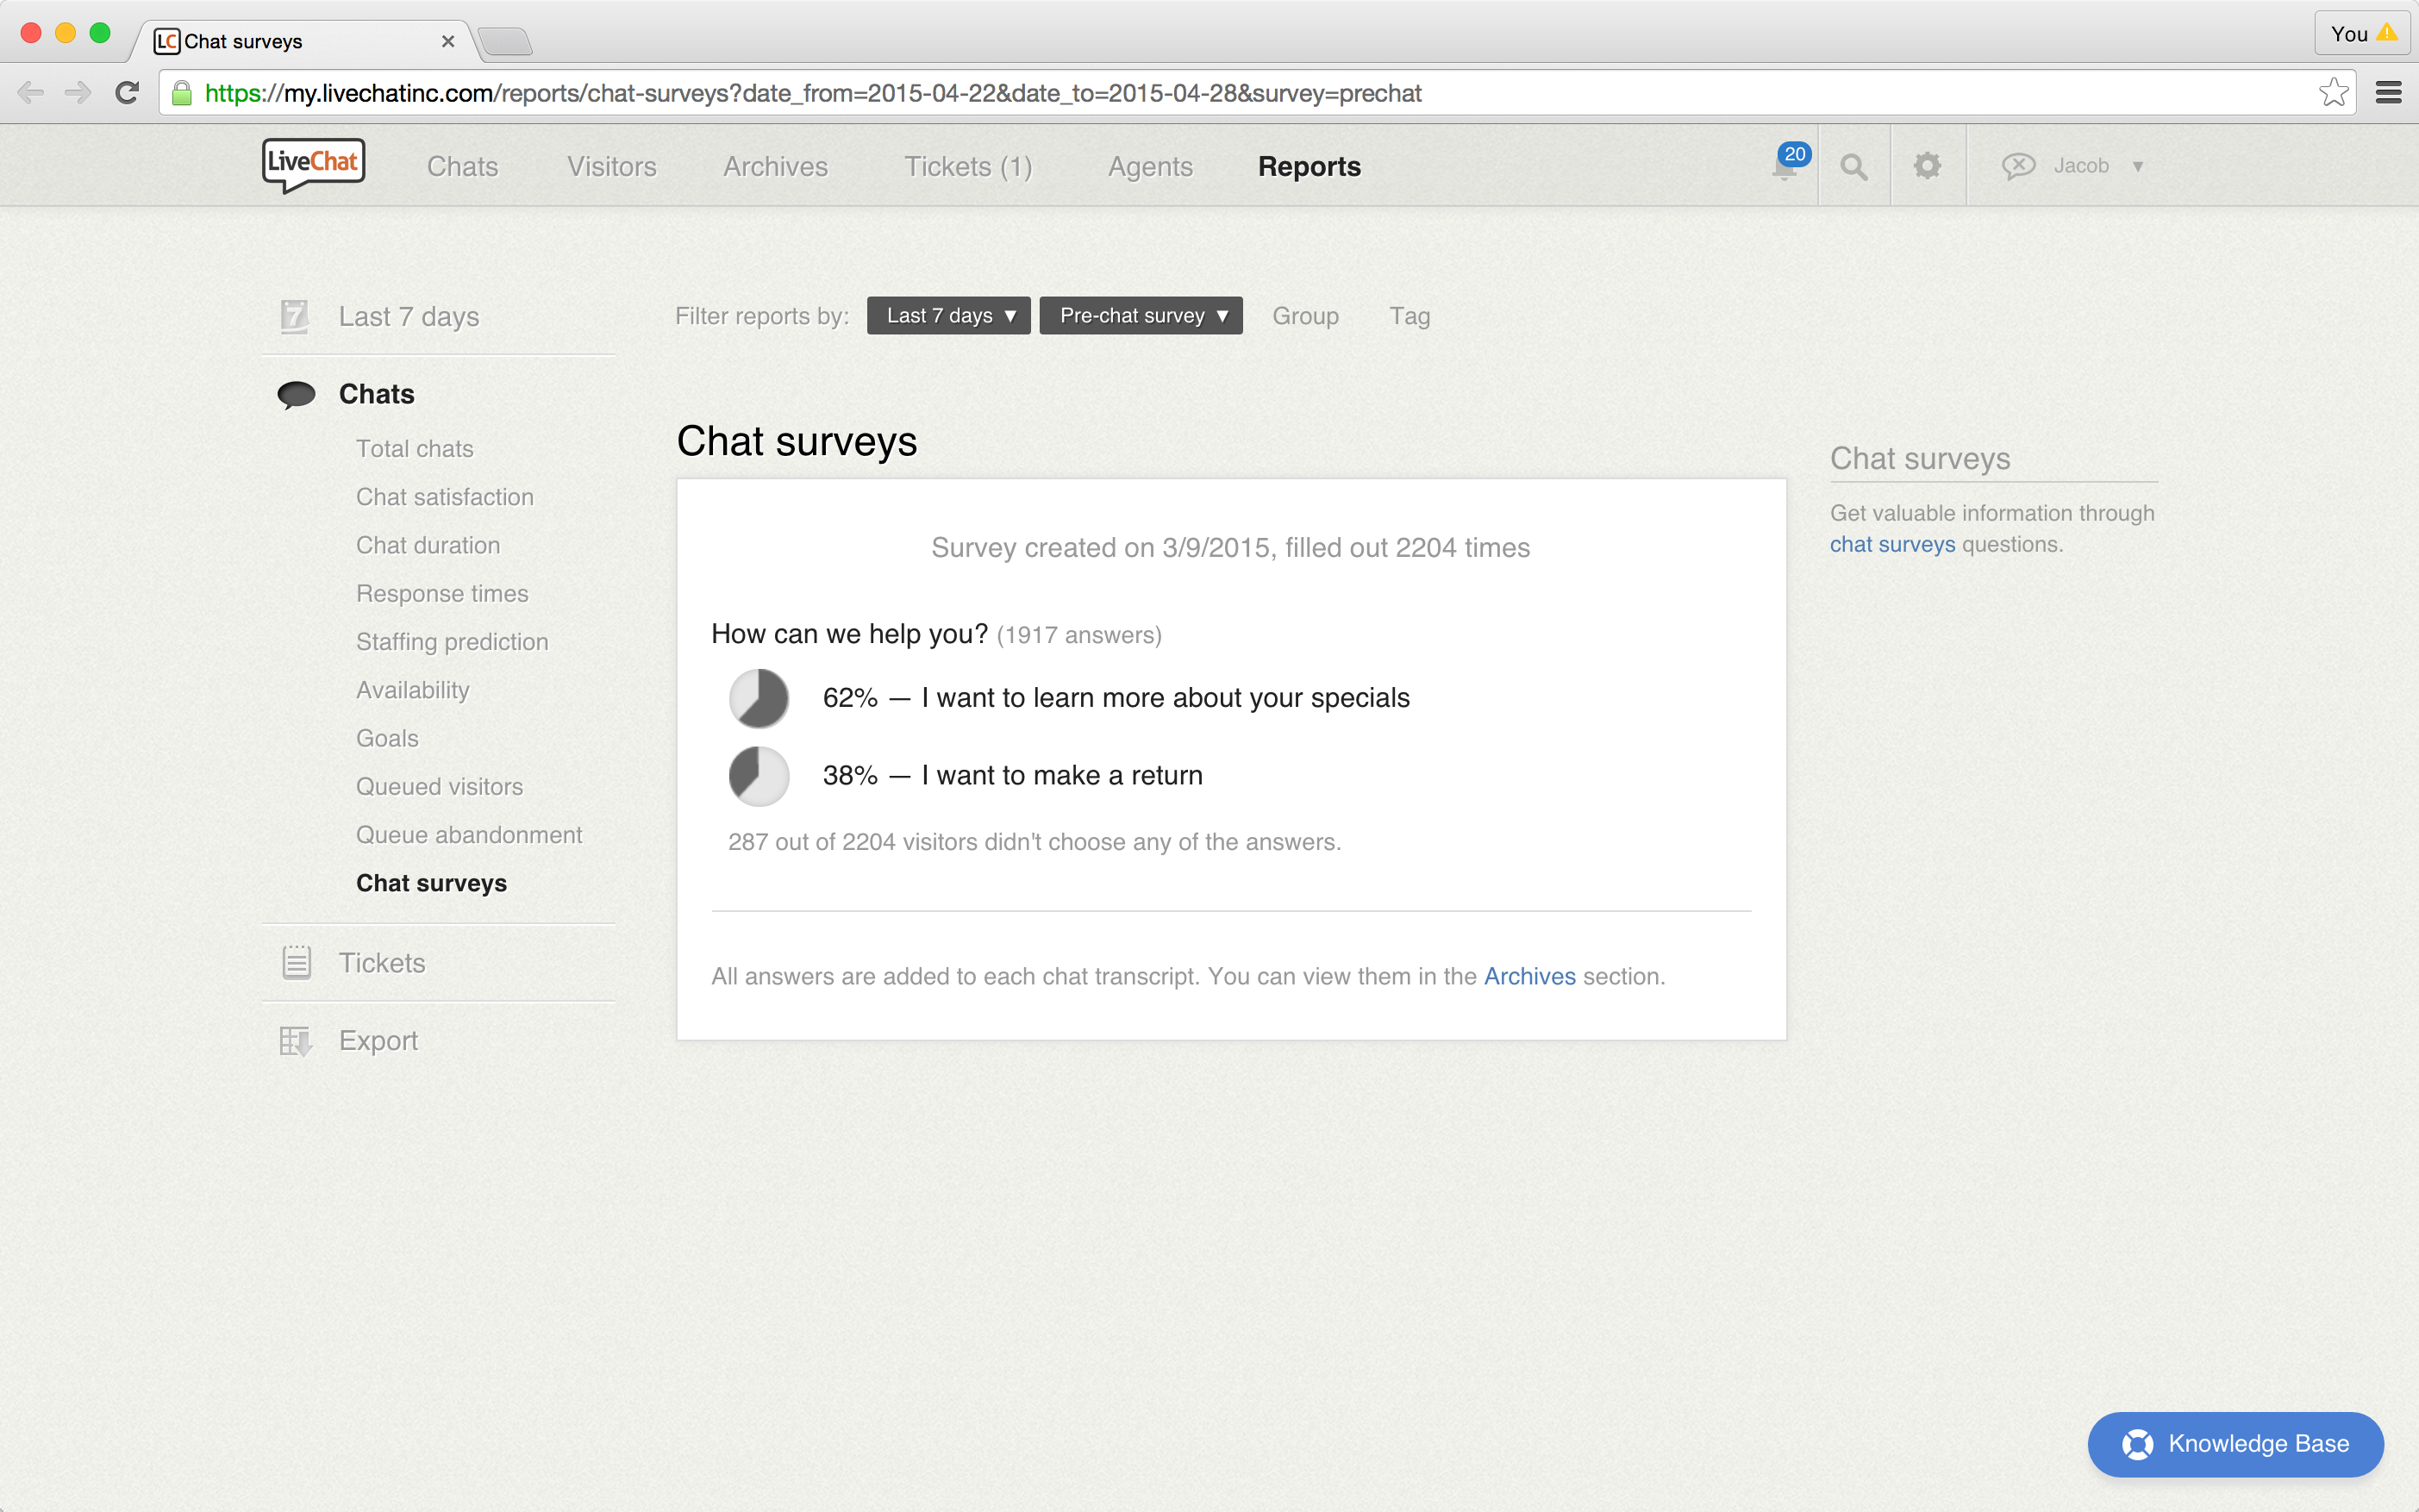 LC Chat surveys
You
https://my.livechatinc.com/reports/chat-surveys?date_from=2015-04-22&date_to=2015-04-28&survey=prechat
LiveChat Chats Visitors Archives Tickets (1) Agents Reports 20 Jacob
7 Last 7 days
Filter reports by: Last 7 days Pre-chat survey Group Tag
Chats
Total chats
Chat satisfaction
Chat duration
Response times
Staffing prediction
Availability
Goals
Queued visitors
Queue abandonment
Chat surveys
Tickets
Export
Chat surveys
Survey created on 3/9/2015, filled out 2204 times
How can we help you? (1917 answers)
62% — I want to learn more about your specials
38% — I want to make a return
287 out of 2204 visitors didn't choose any of the answers.
All answers are added to each chat transcript. You can view them in the Archives section.
Chat surveys
Get valuable information through
chat surveys questions.
Knowledge Base